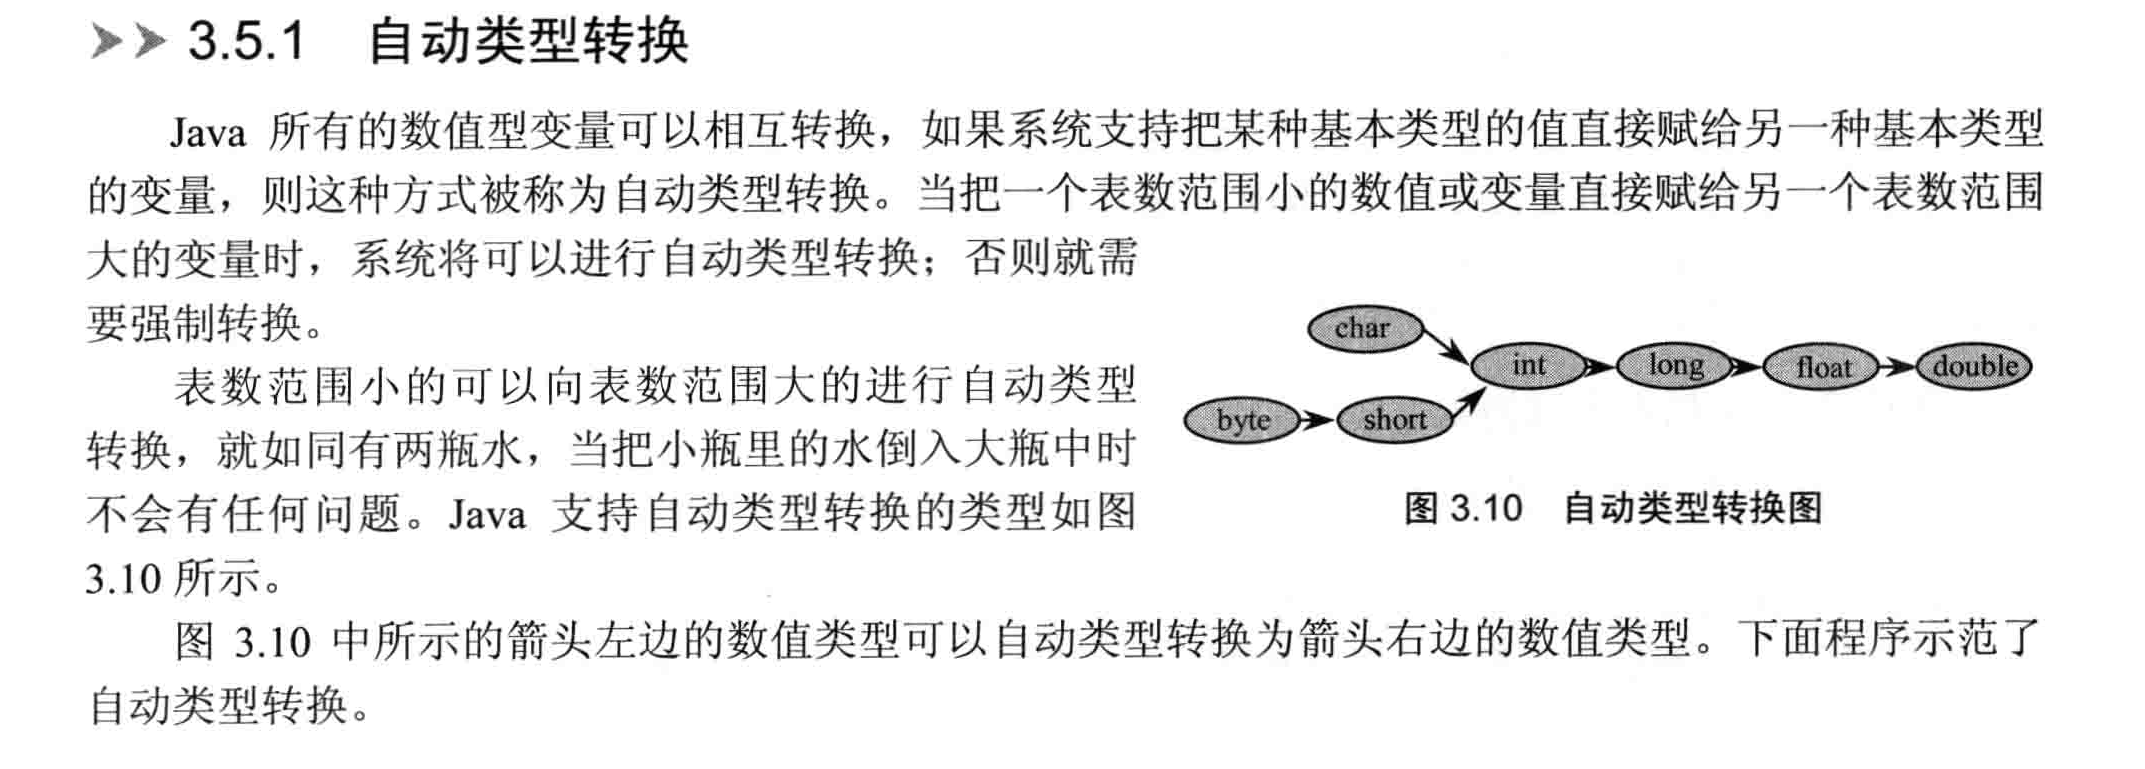 3.5.1 自动类型转换
Java 所有的数值型变量可以相互转换，如果系统支持把某种基本类型的值直接赋给另一种基本类型
的变量，则这种方式被称为自动类型转换。当把一个表数范围小的数值或变量直接赋给另一个表数范围
大的变量时，系统将可以进行自动类型转换；否则就需
要强制转换。
表数范围小的可以向表数范围大的进行自动类型
转换，就如同有两瓶水，当把小瓶里的水倒入大瓶中时
不会有任何问题。Java 支持自动类型转换的类型如图
3.10 所示。
char
int long float double
byte short
图 3.10 自动类型转换图
图 3.10 中所示的箭头左边的数值类型可以自动类型转换为箭头右边的数值类型。下面程序示范了
自动类型转换。